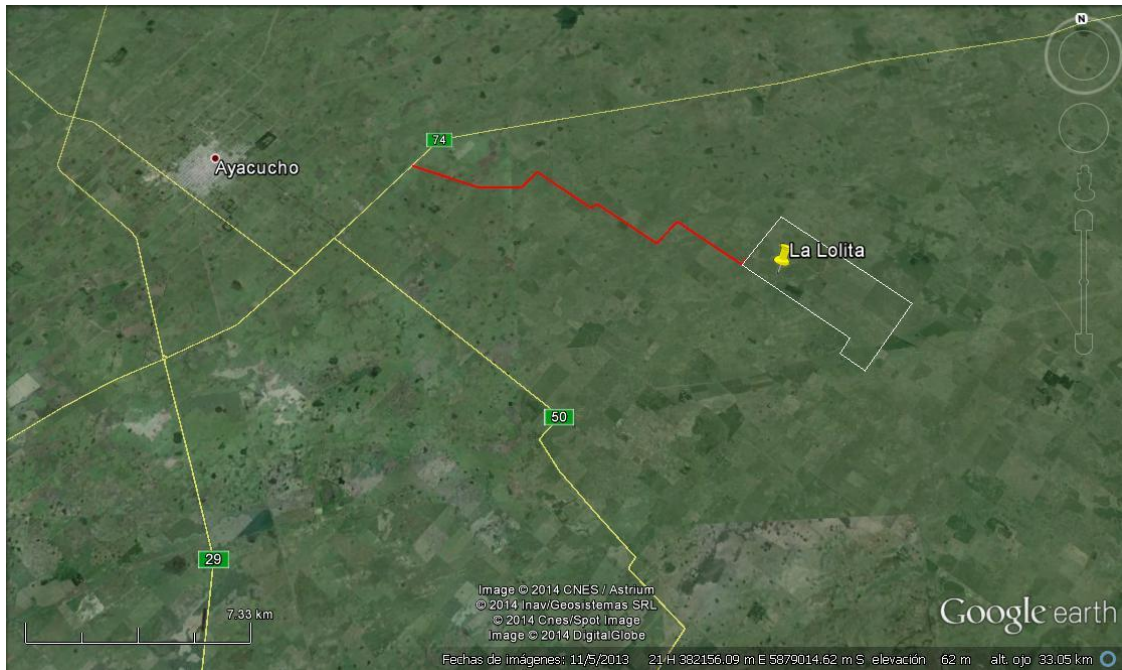 N
74
Ayacucho
La Lolita
50
29
7.33 km
Image © 2014 CNES / Astrium
© 2014 Inav/Geosistemas SRL
© 2014 Cnes/Spot Image
Image © 2014 DigitalGlobe
Google earth
Fechas de imágenes: 11/5/2013 21 H 382156.09 m E 5879014.62 m S elevación 62 m alt. ojo 33.05 km